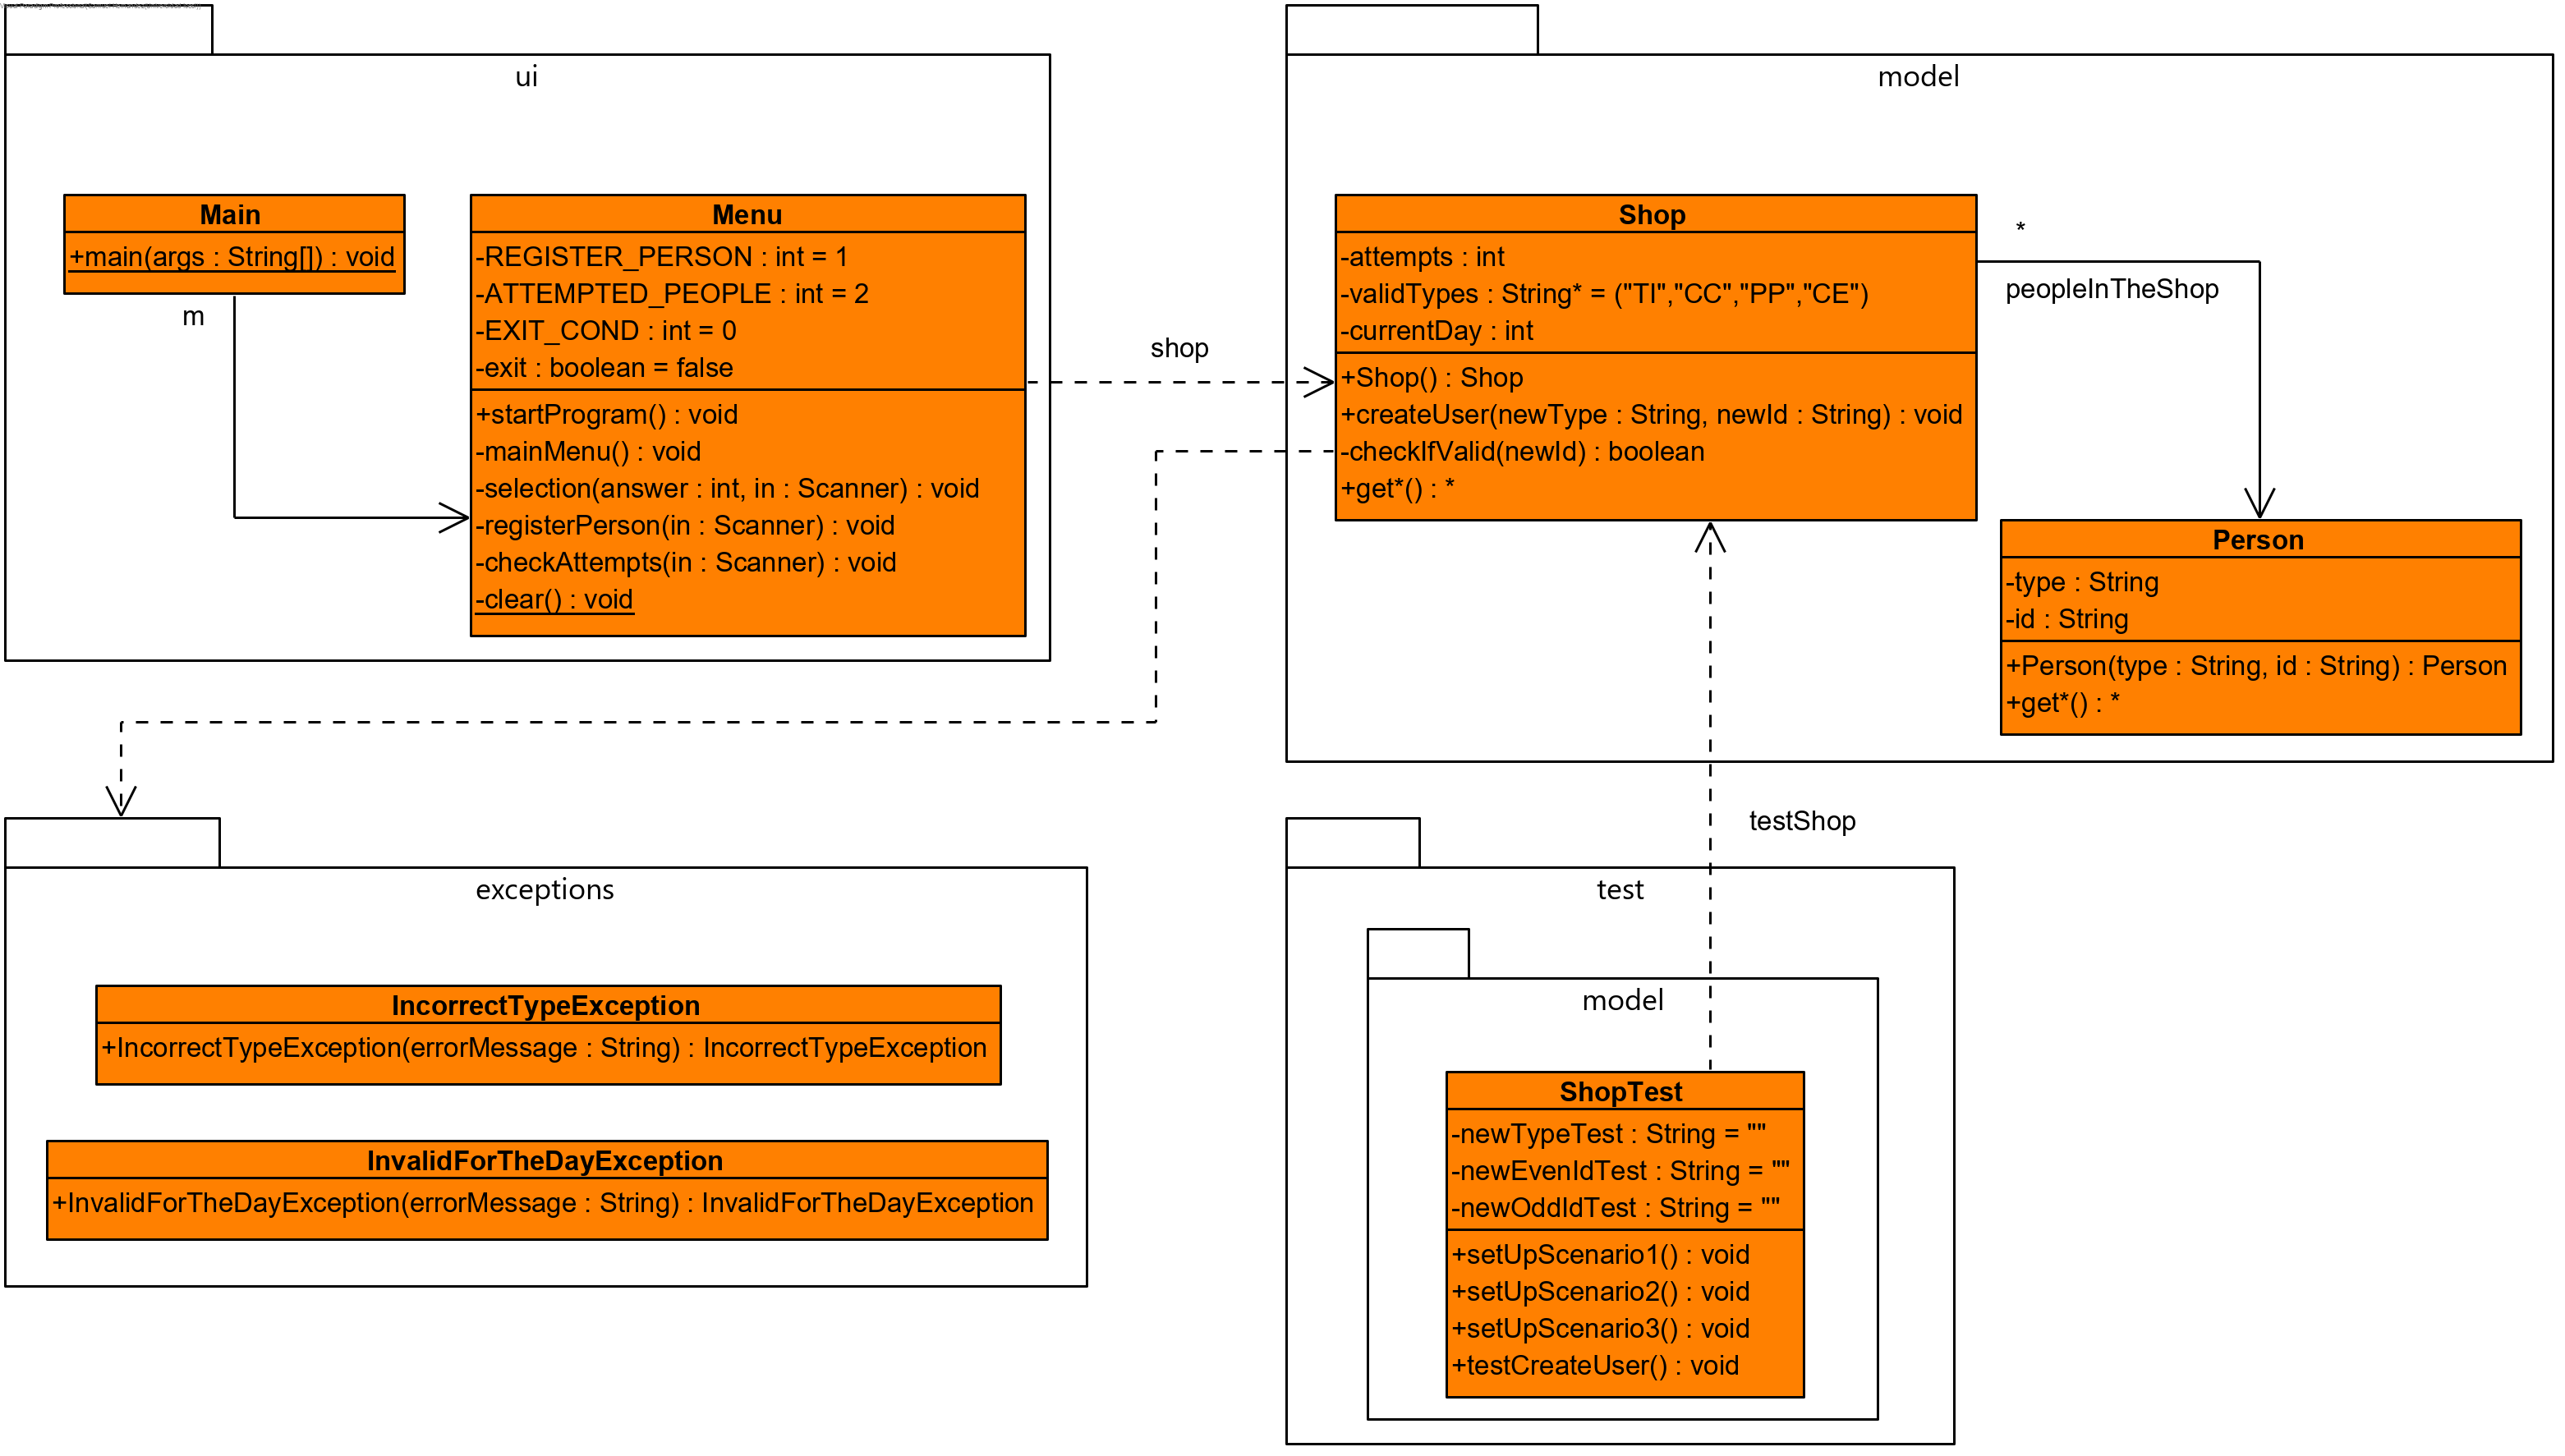 ui
Main
+main(args : String[]) : void
m
Menu
-REGISTER_PERSON : int = 1
-ATTEMPTED_PEOPLE : int = 2
-EXIT_COND : int = 0
-exit : boolean = false
+startProgram() : void
-mainMenu() : void
-selection(answer : int, in : Scanner) : void
-registerPerson(in : Scanner) : void
-checkAttempts(in : Scanner) : void
-clear() : void
shop
model
Shop
-attempts : int
-validTypes : String* = ("TI","CC","PP","CE")
-currentDay : int
+Shop() : Shop
+createUser(newType : String, newId : String) : void
-checkIfValid(newId) : boolean
+get*() : *
*
peopleInTheShop
Person
-type : String
-id : String
+Person(type : String, id : String) : Person
+get*() : *
exceptions
IncorrectTypeException
+IncorrectTypeException(errorMessage : String) : IncorrectTypeException
InvalidForTheDayException
+InvalidForTheDayException(errorMessage : String) : InvalidForTheDayException
testShop
test
model
ShopTest
-newTypeTest : String = ""
-newEvenIdTest : String = ""
-newOddIdTest : String = ""
+setUpScenario1() : void
+setUpScenario2() : void
+setUpScenario3() : void
+testCreateUser() : void